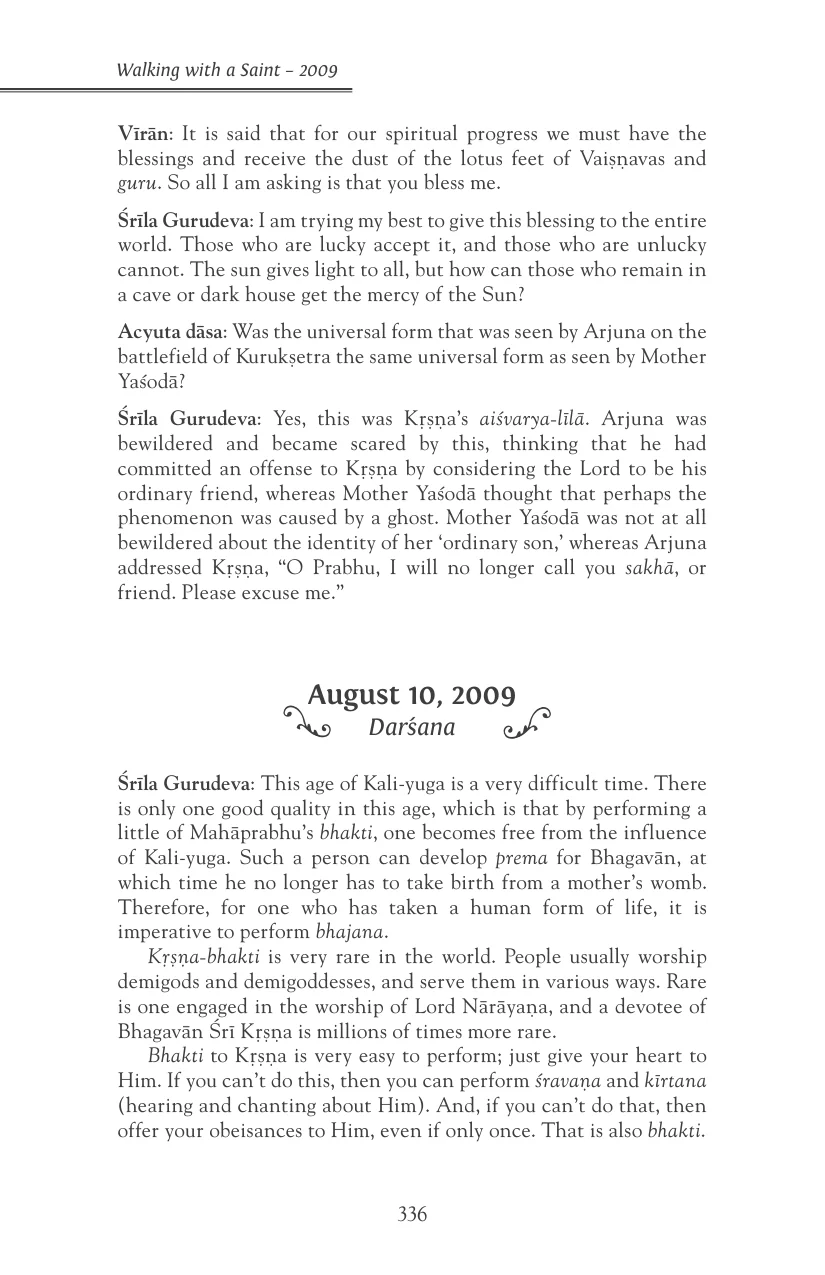 Walking with a Saint – 2009
Vīrān: It is said that for our spiritual progress we must have the
blessings and receive the dust of the lotus feet of Vaiṣṇavas and
guru. So all I am asking is that you bless me.
Śrīla Gurudeva: I am trying my best to give this blessing to the entire
world. Those who are lucky accept it, and those who are unlucky
cannot. The sun gives light to all, but how can those who remain in
a cave or dark house get the mercy of the Sun?
Acyuta dāsa: Was the universal form that was seen by Arjuna on the
battlefield of Kurukṣetra the same universal form as seen by Mother
Yaśodā?
Śrīla Gurudeva: Yes, this was Kṛṣṇa’s aiśvarya-līlā. Arjuna was
bewildered and became scared by this, thinking that he had
committed an offense to Kṛṣṇa by considering the Lord to be his
ordinary friend, whereas Mother Yaśodā thought that perhaps the
phenomenon was caused by a ghost. Mother Yaśodā was not at all
bewildered about the identity of her ‘ordinary son,’ whereas Arjuna
addressed Kṛṣṇa, “O Prabhu, I will no longer call you sakhā, or
friend. Please excuse me.”
August 10, 2009
Darśana
Śrīla Gurudeva: This age of Kali-yuga is a very difficult time. There
is only one good quality in this age, which is that by performing a
little of Mahāprabhu’s bhakti, one becomes free from the influence
of Kali-yuga. Such a person can develop prema for Bhagavān, at
which time he no longer has to take birth from a mother’s womb.
Therefore, for one who has taken a human form of life, it is
imperative to perform bhajana.
Kṛṣṇa-bhakti is very rare in the world. People usually worship
demigods and demigoddesses, and serve them in various ways. Rare
is one engaged in the worship of Lord Nārāyaṇa, and a devotee of
Bhagavān Śrī Kṛṣṇa is millions of times more rare.
Bhakti to Kṛṣṇa is very easy to perform; just give your heart to
Him. If you can’t do this, then you can perform śravaṇa and kīrtana
(hearing and chanting about Him). And, if you can’t do that, then
offer your obeisances to Him, even if only once. That is also bhakti.
336